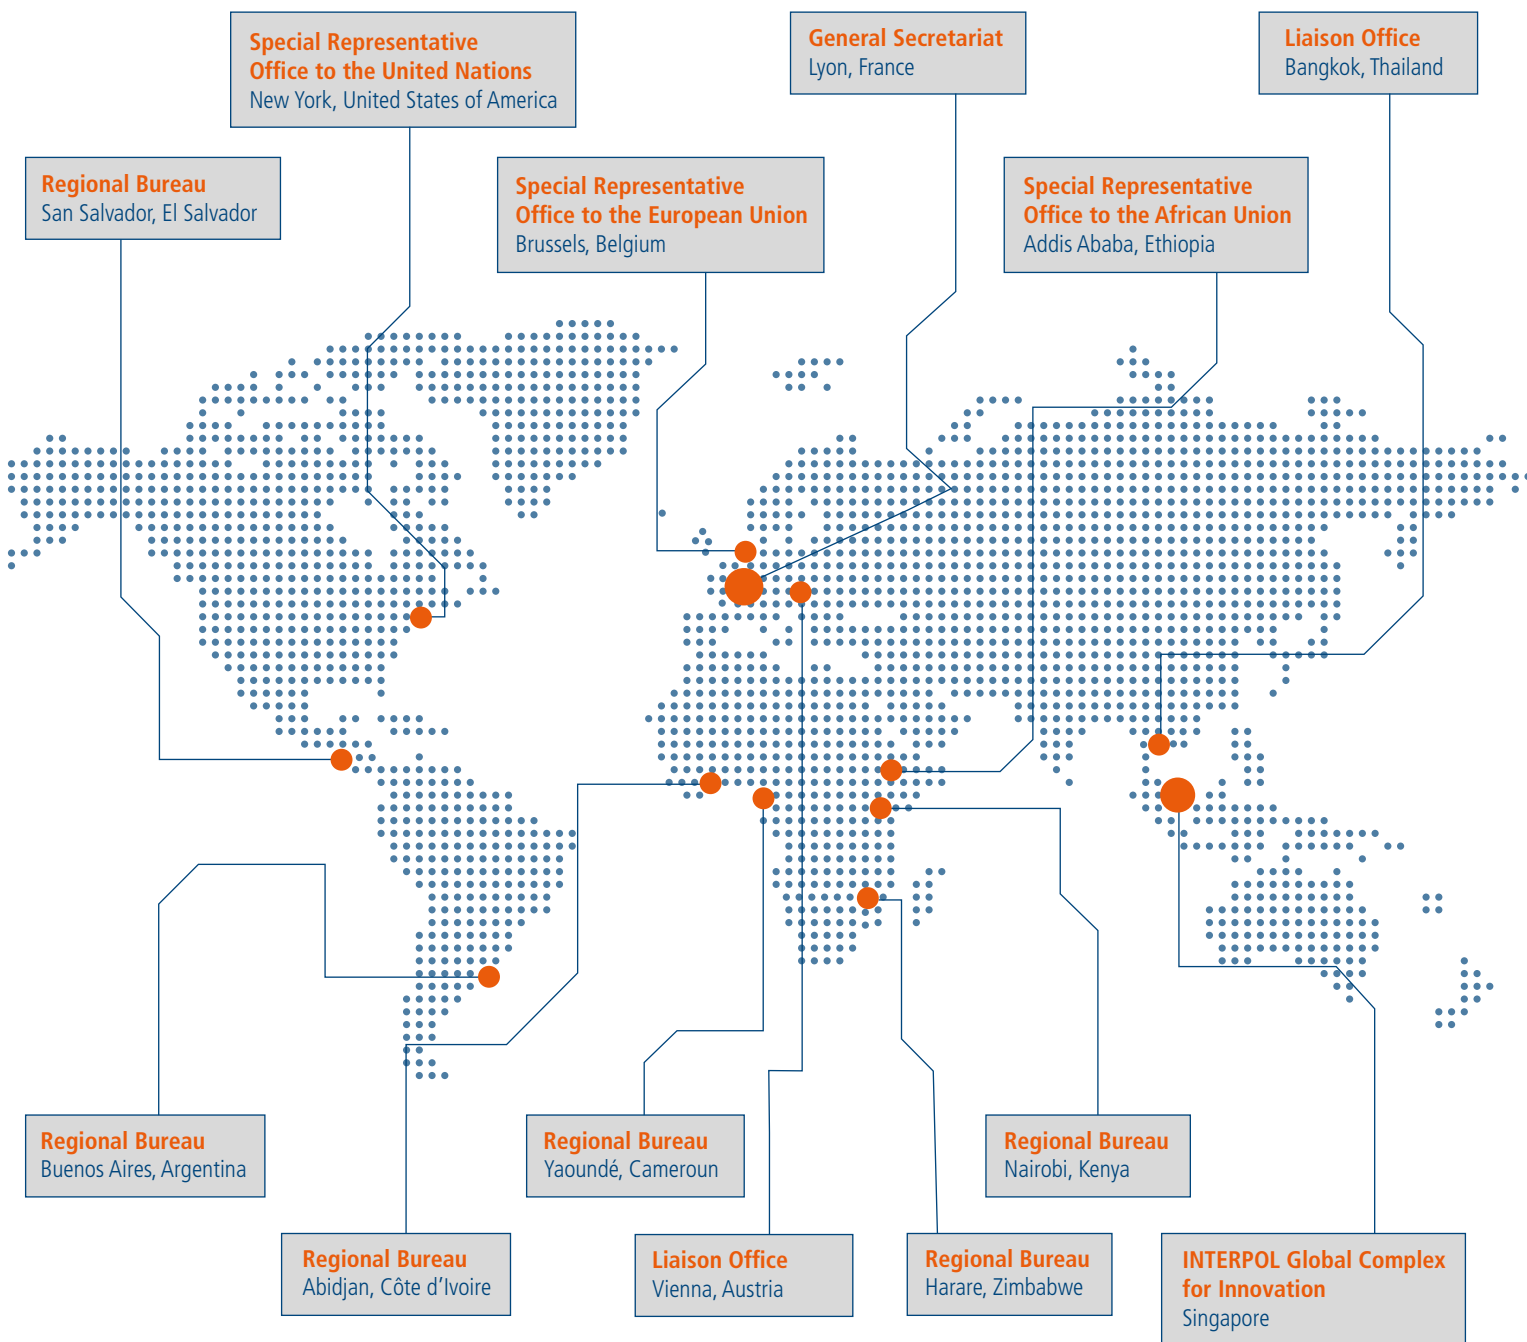 Special Representative
Office to the United Nations
New York, United States of America
General Secretariat
Lyon, France
Liaison Office
Bangkok, Thailand
Regional Bureau
San Salvador, El Salvador
Special Representative
Office to the European Union
Brussels, Belgium
Special Representative
Office to the African Union
Addis Ababa, Ethiopia
Regional Bureau
Buenos Aires, Argentina
Regional Bureau
Yaoundé, Cameroun
Regional Bureau
Nairobi, Kenya
Regional Bureau
Abidjan, Côte d’Ivoire
Liaison Office
Vienna, Austria
Regional Bureau
Harare, Zimbabwe
INTERPOL Global Complex
for Innovation
Singapore